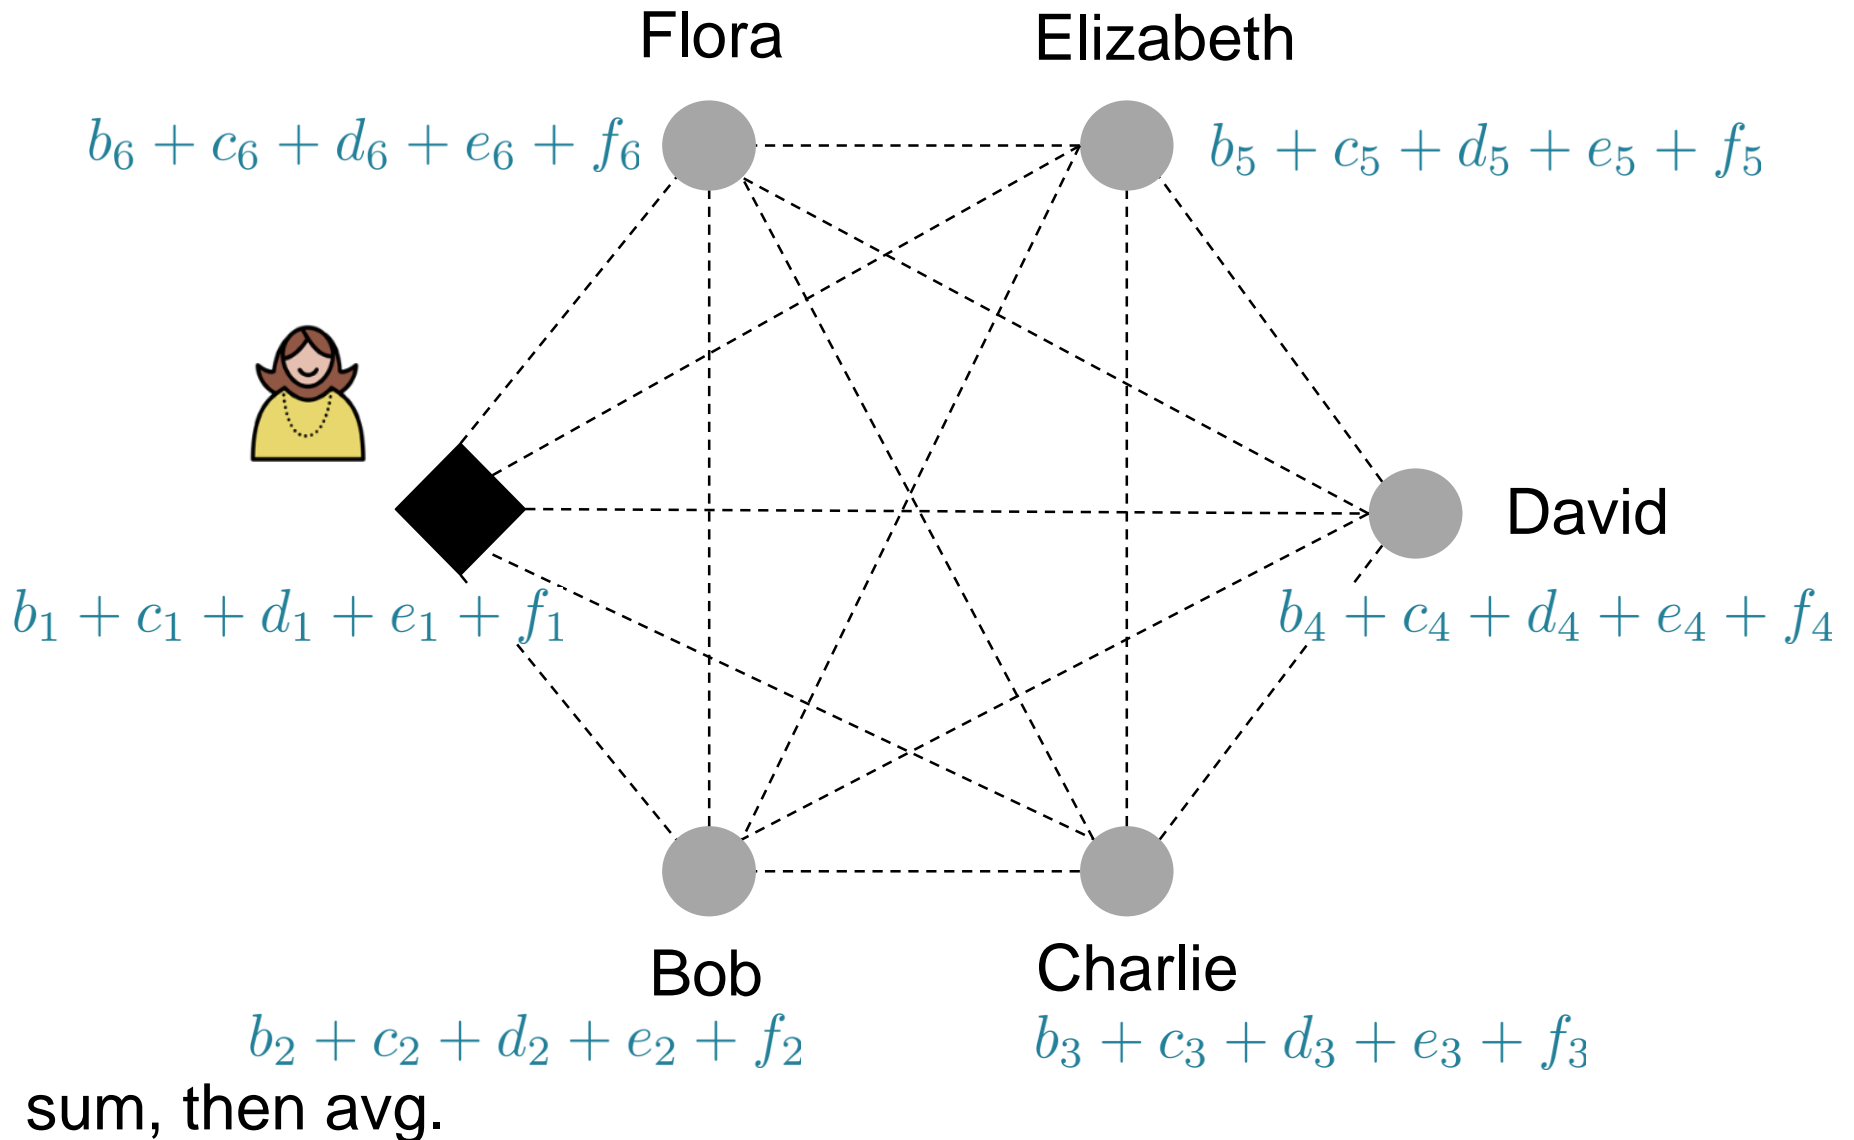 Flora
Elizabeth
b₆ + c₆ + d₆ + e₆ + f₆
b₅ + c₅ + d₅ + e₅ + f₅
David
b₁ + c₁ + d₁ + e₁ + f₁
b₄ + c₄ + d₄ + e₄ + f₄
Bob
Charlie
b₂ + c₂ + d₂ + e₂ + f₂
b₃ + c₃ + d₃ + e₃ + f₃
sum, then avg.